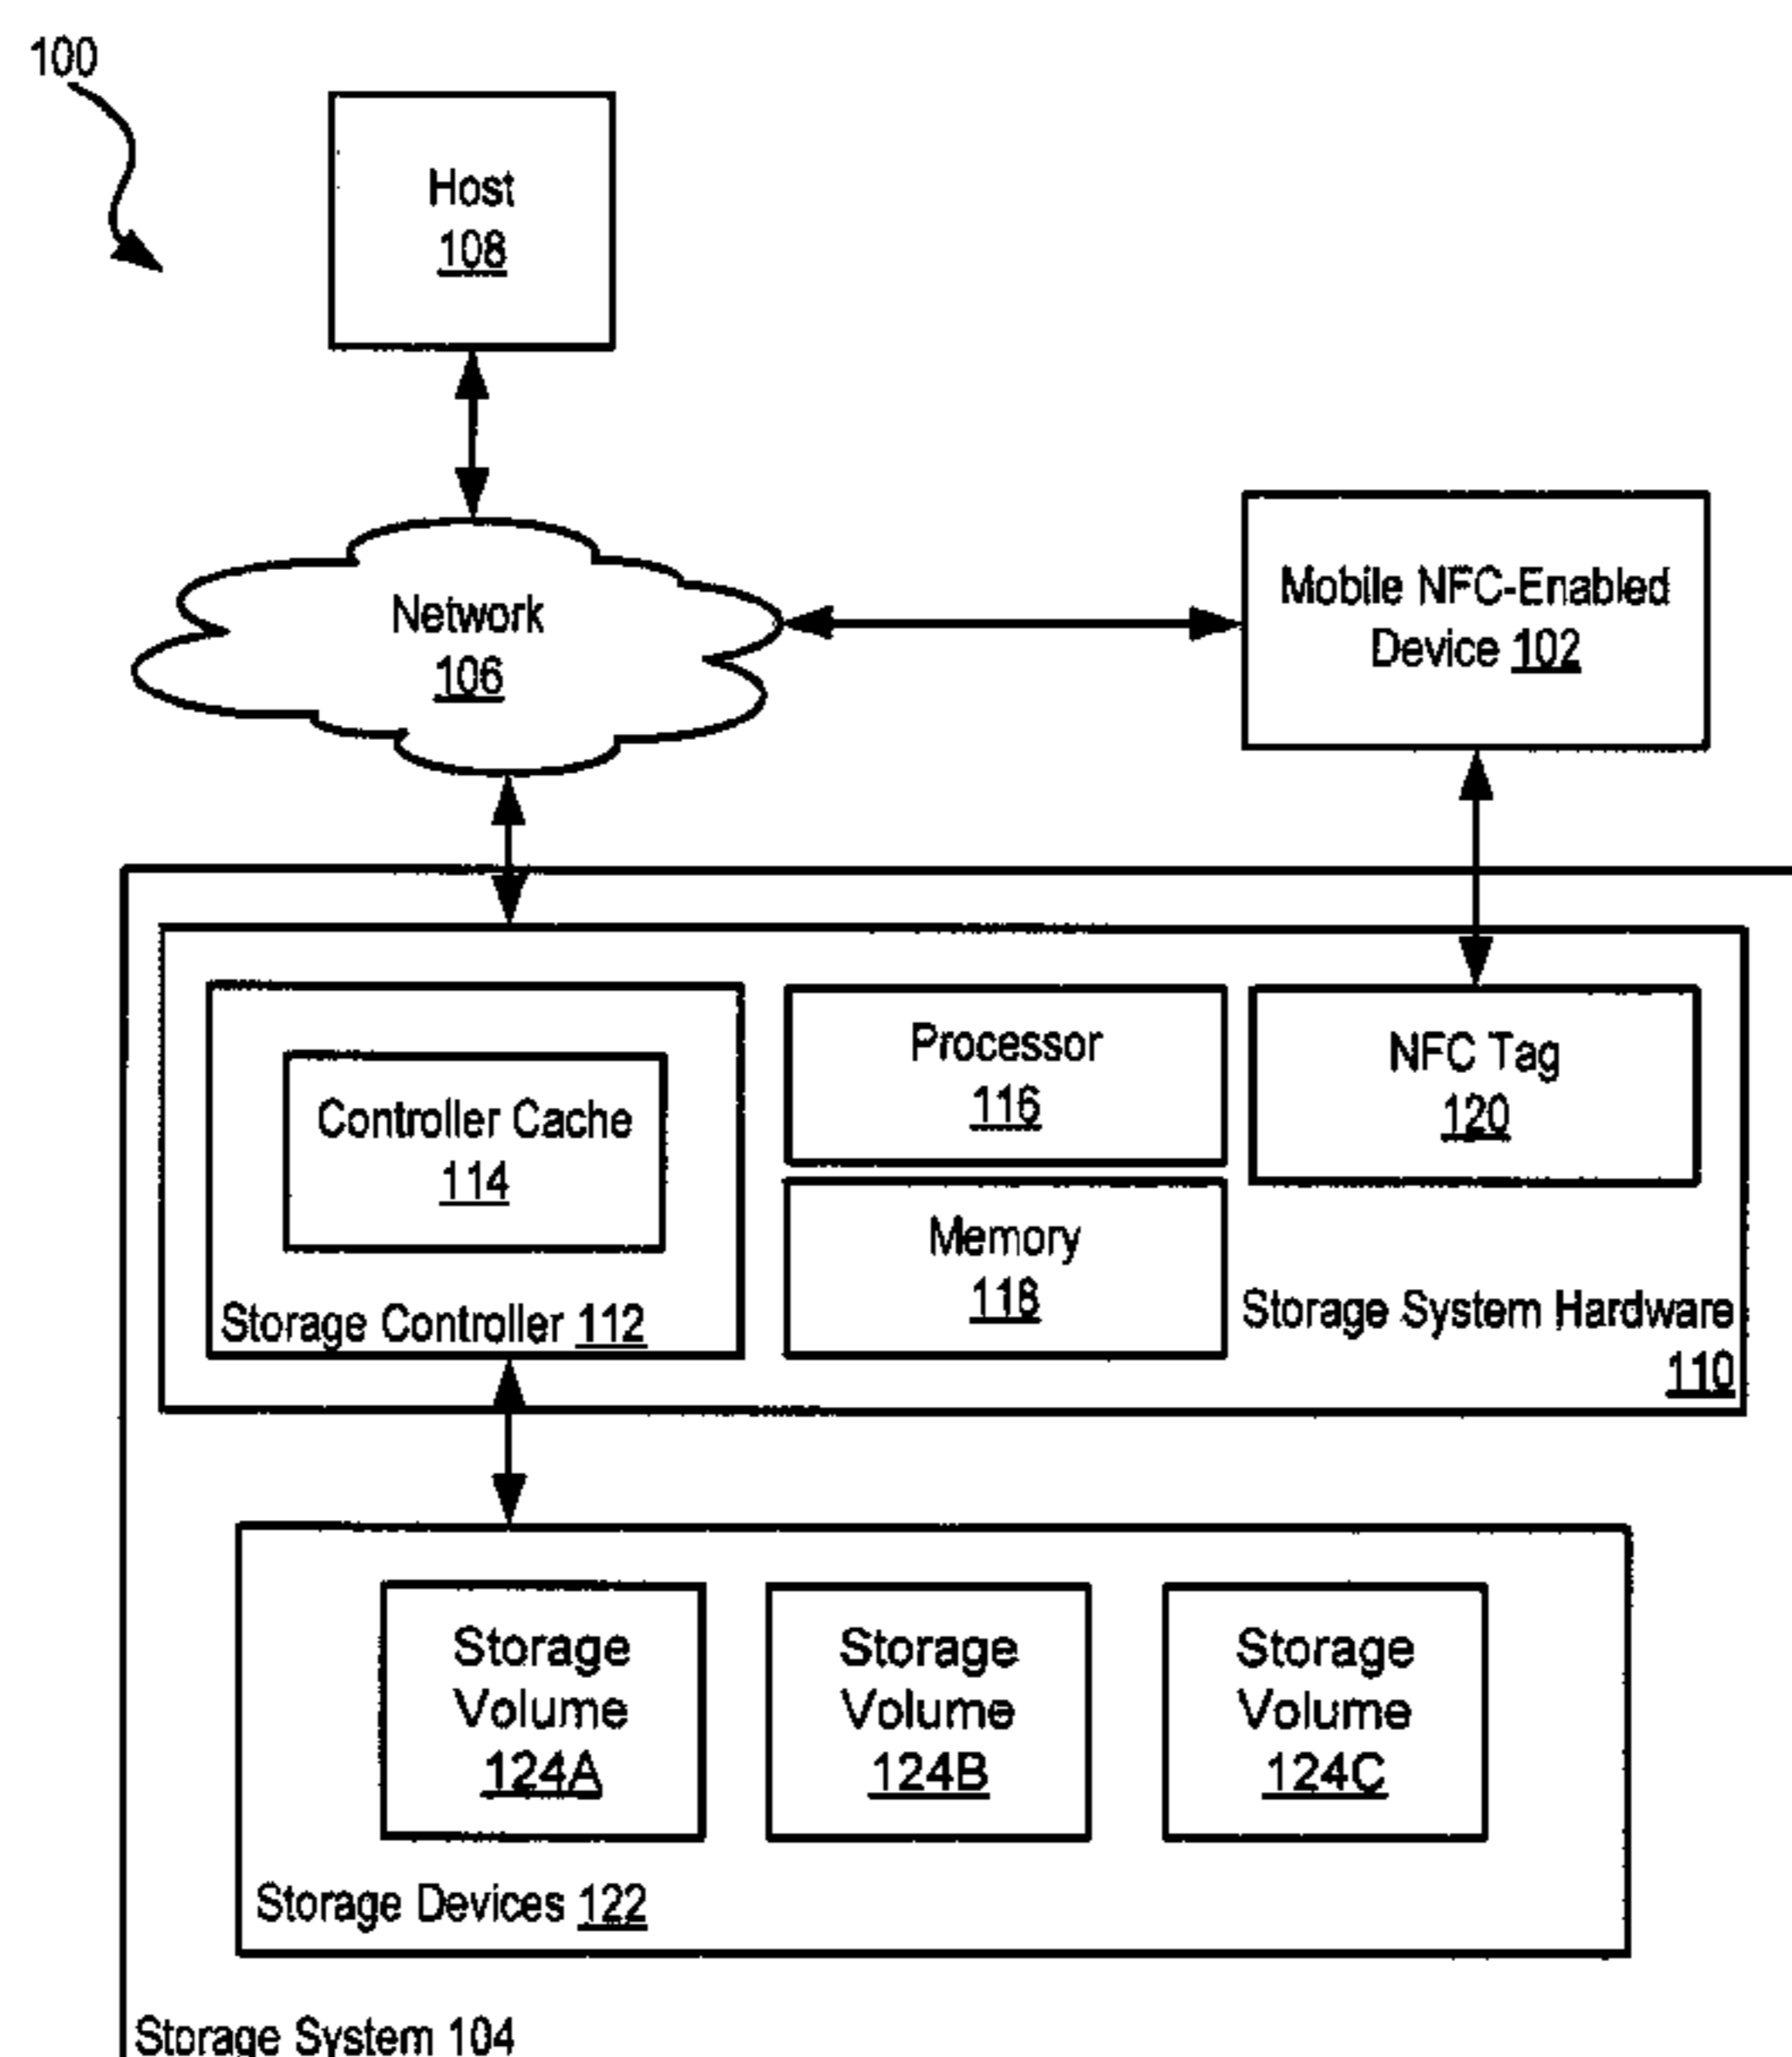 100
Host
108
Network
106
Mobile NFC-Enabled
Device 102
Controller Cache
114
Storage Controller 112
Processor
116
Memory
118
NFC Tag
120
Storage System Hardware
110
Storage
Volume
124A
Storage
Volume
124B
Storage
Volume
124C
Storage Devices 122
Storage System 104